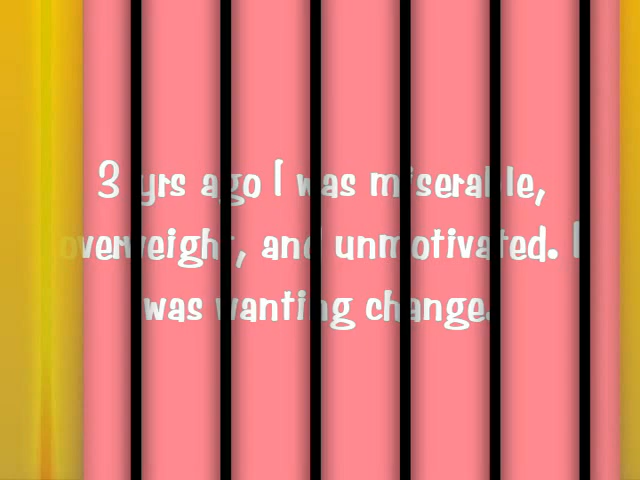 3 yrs ago I was miserable,
overweight, and unmotivated. I
was wanting change.